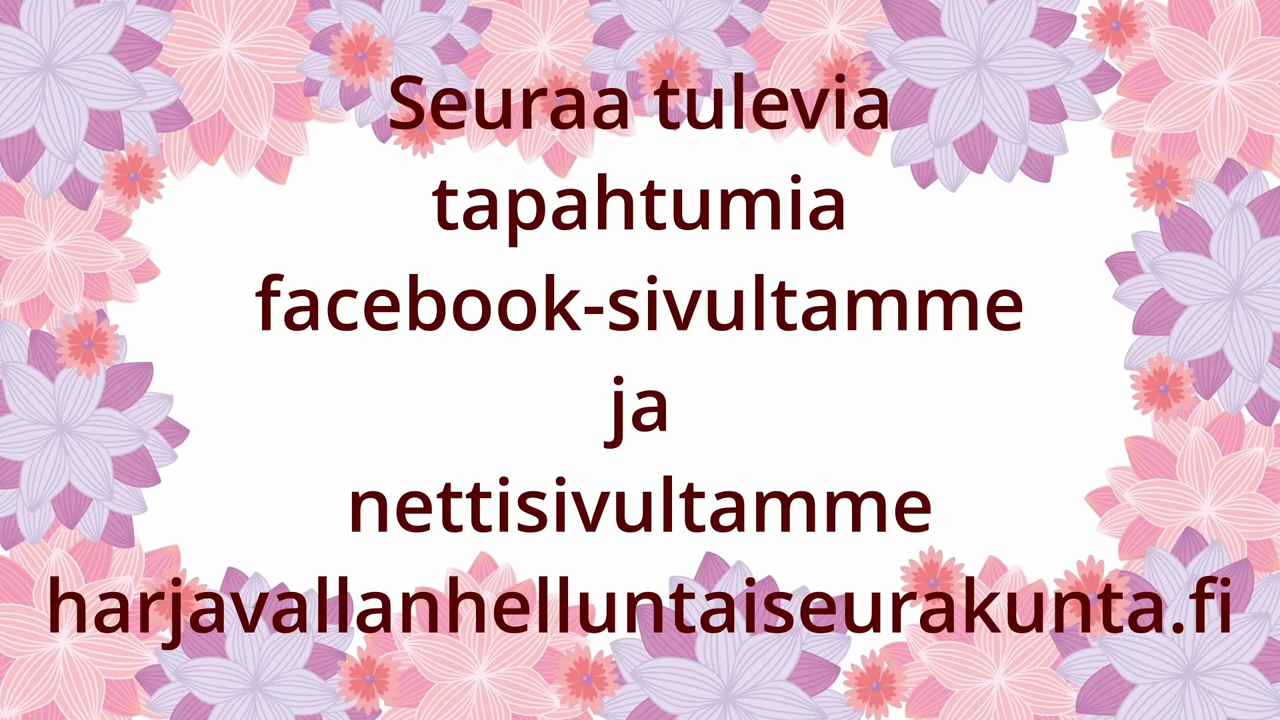 Seuraa tulevia
tapahtumia
facebook-sivultamme
ja
nettisivultamme
harjavallanhelluntaiseurakunta.fi